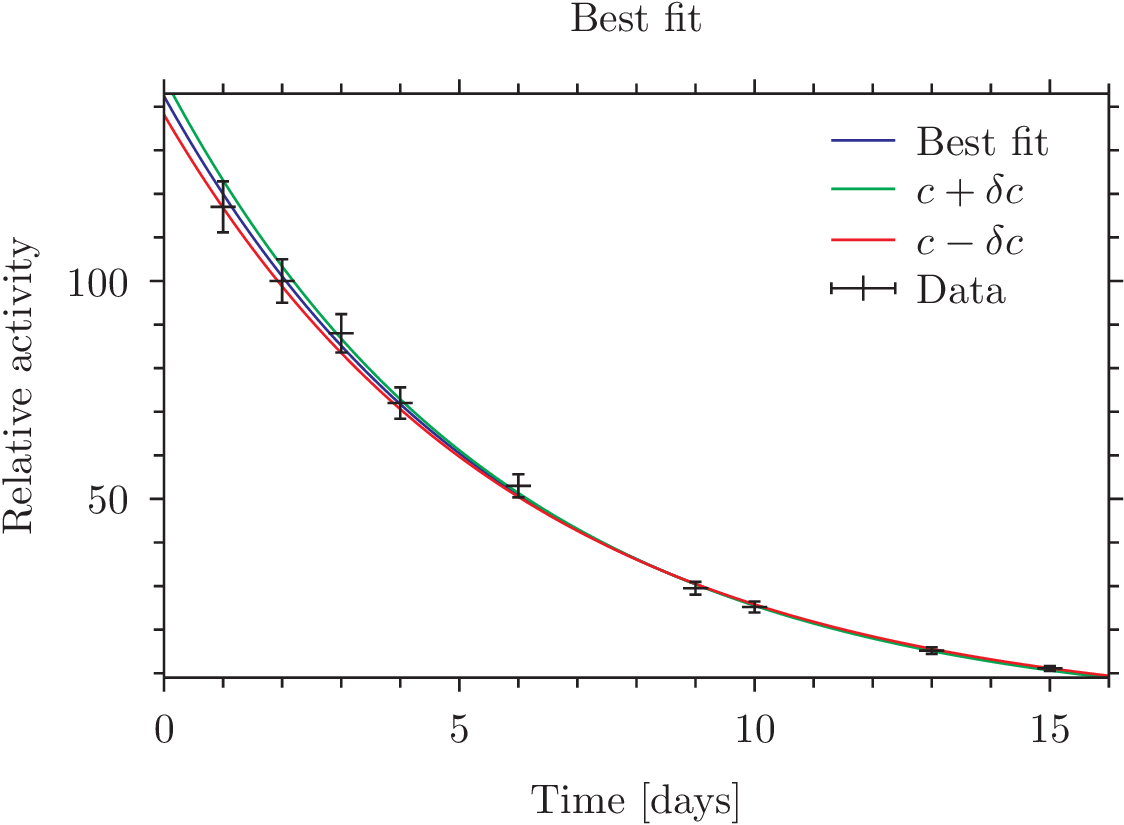 Best fit
Best fit
c + δc
c − δc
Data
100
50
Relative activity
0 5 10 15
Time [days]